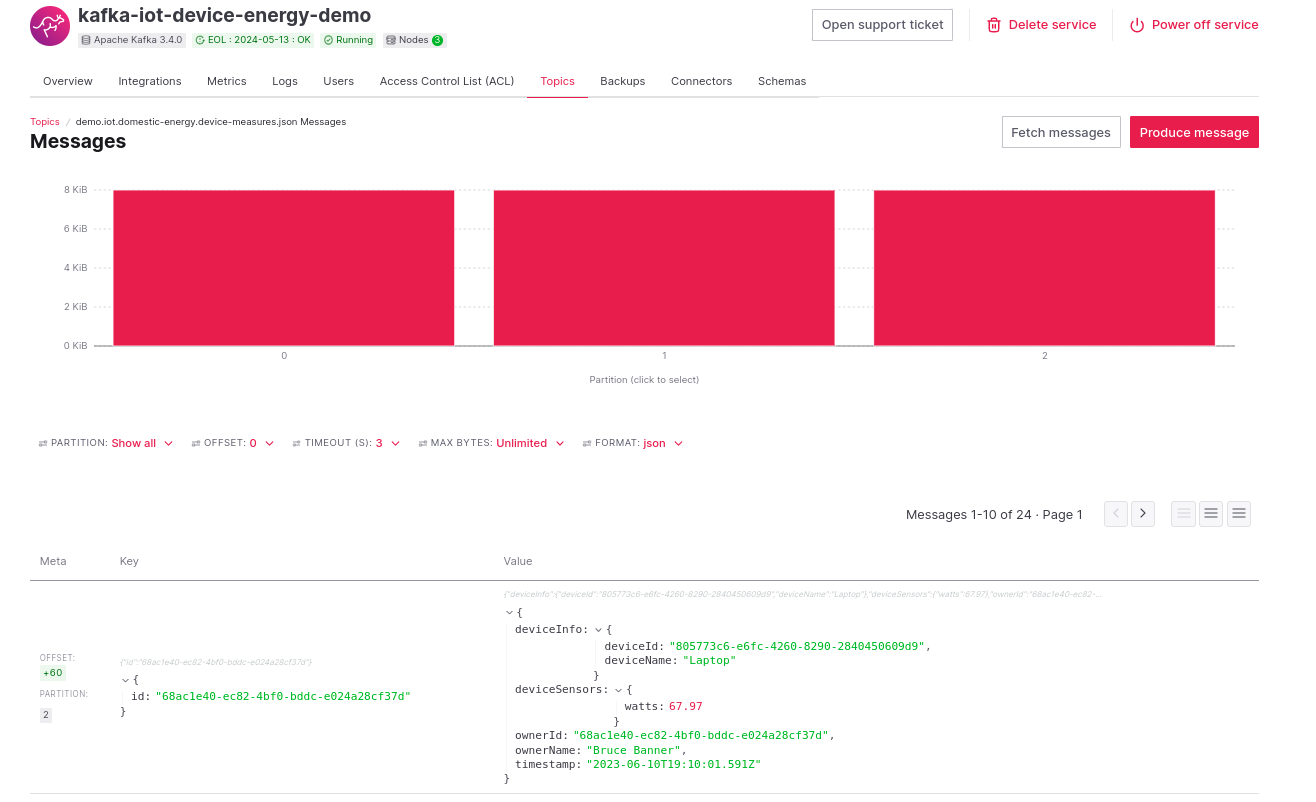 kafka-iot-device-energy-demo
Apache Kafka 3.4.0 EOL : 2024-05-13 : OK Running Nodes 3
Open support ticket Delete service Power off service
Overview Integrations Metrics Logs Users Access Control List (ACL) Topics Backups Connectors Schemas
Topics / demo.iot.domestic-energy.device-measures.json Messages
Messages
Fetch messages Produce message
8 KiB
6 KiB
4 KiB
2 KiB
0 KiB
0 1 2
Partition (click to select)
PARTITION: Show all OFFSET: 0 TIMEOUT (S): 3 MAX BYTES: Unlimited FORMAT: json
Messages 1-10 of 24 · Page 1
Meta Key Value
OFFSET:
+60
PARTITION:
2
{"id":"68ac1e40-ec82-4bf0-bddc-e024a28cf37d"}
{
id: "68ac1e40-ec82-4bf0-bddc-e024a28cf37d"
}
{"deviceInfo":{"deviceId":"805773c6-e6fc-4260-8290-2840450609d9","deviceName":"Laptop"},"deviceSensors":{"watts":67.97},"ownerId":"68ac1e40-ec82-...
{
deviceInfo: {
deviceId: "805773c6-e6fc-4260-8290-2840450609d9",
deviceName: "Laptop"
}
deviceSensors: {
watts: 67.97
}
ownerId: "68ac1e40-ec82-4bf0-bddc-e024a28cf37d",
ownerName: "Bruce Banner",
timestamp: "2023-06-10T19:10:01.591Z"
}